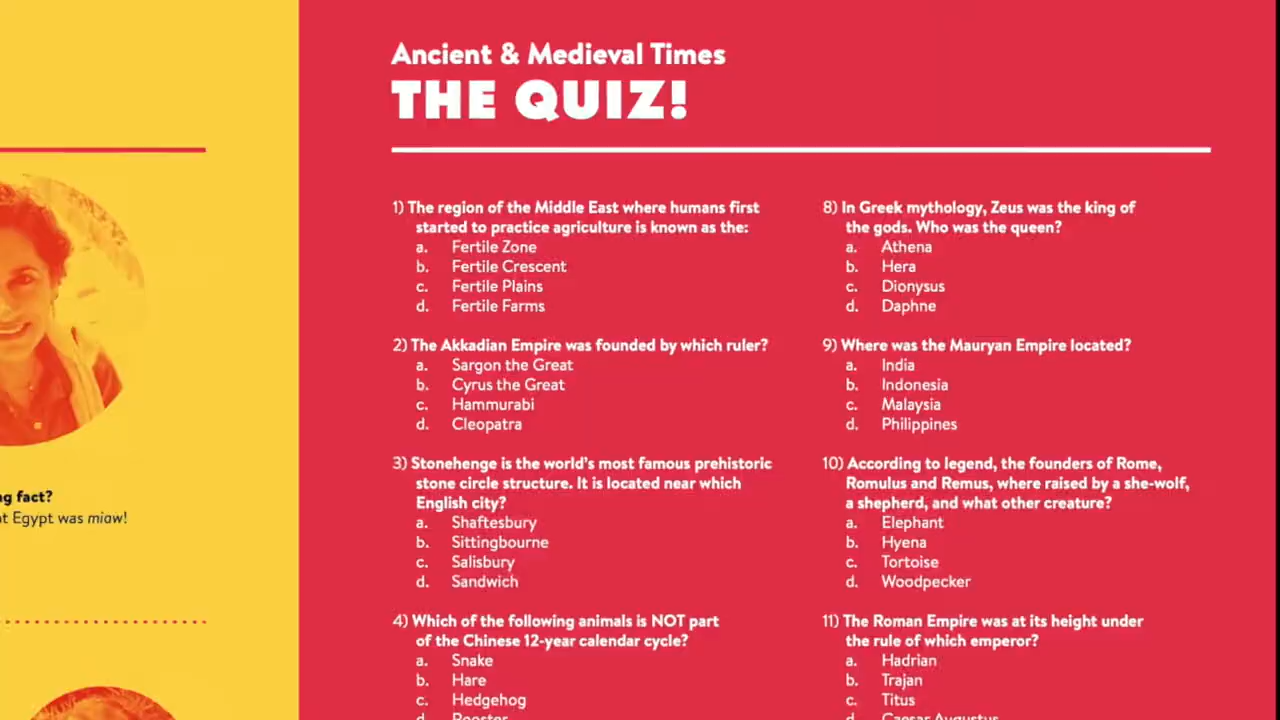 Ancient & Medieval Times
THE QUIZ!
1) The region of the Middle East where humans first
started to practice agriculture is known as the:
a. Fertile Zone
b. Fertile Crescent
c. Fertile Plains
d. Fertile Farms
2) The Akkadian Empire was founded by which ruler?
a. Sargon the Great
b. Cyrus the Great
c. Hammurabi
d. Cleopatra
3) Stonehenge is the world's most famous prehistoric
stone circle structure. It is located near which
English city?
a. Shaftesbury
b. Sittingbourne
c. Salisbury
d. Sandwich
4) Which of the following animals is NOT part
of the Chinese 12-year calendar cycle?
a. Snake
b. Hare
c. Hedgehog
d. Rooster
8) In Greek mythology, Zeus was the king of
the gods. Who was the queen?
a. Athena
b. Hera
c. Dionysus
d. Daphne
9) Where was the Mauryan Empire located?
a. India
b. Indonesia
c. Malaysia
d. Philippines
10) According to legend, the founders of Rome,
Romulus and Remus, where raised by a she-wolf,
a shepherd, and what other creature?
a. Elephant
b. Hyena
c. Tortoise
d. Woodpecker
11) The Roman Empire was at its height under
the rule of which emperor?
a. Hadrian
b. Trajan
c. Titus
d. Caesar Augustus
fact?
Egypt was miaw!